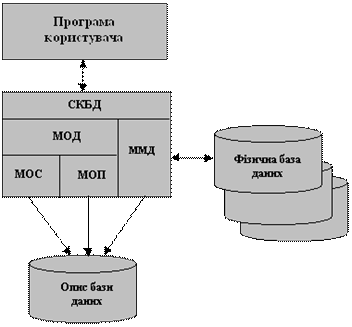 Програма
користувача
СКБД
МОД
ММД
МОС
МОП
Фізична база
даних
Опис бази
даних